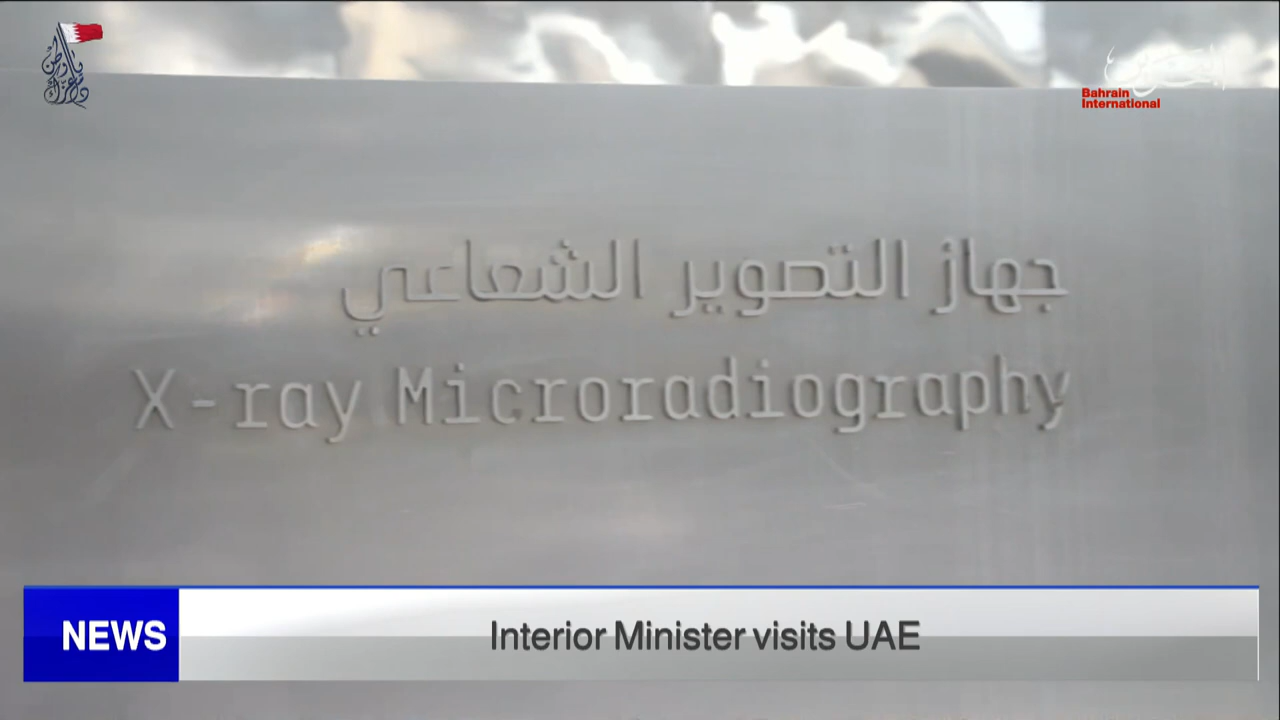 Bahrain
International
جهاز التصوير الشعاعي
X-ray Microradiography
NEWS
Interior Minister visits UAE